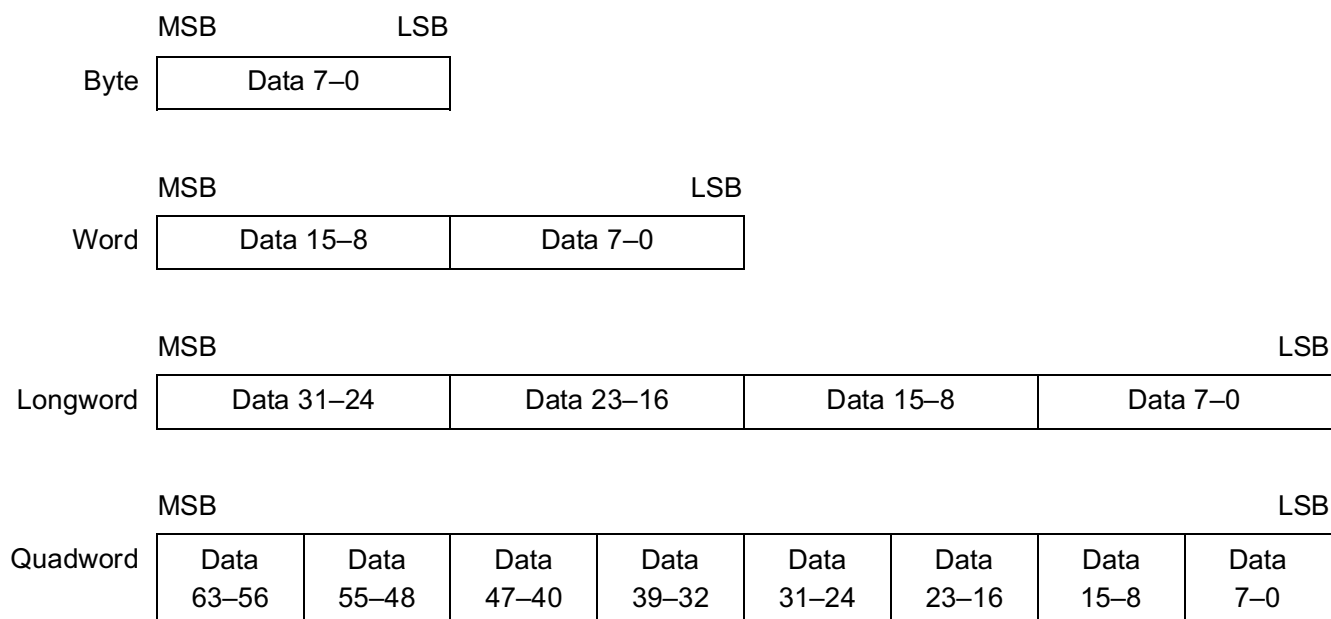 MSB LSB
Byte Data 7–0
MSB LSB
Word Data 15–8 Data 7–0
MSB LSB
Longword Data 31–24 Data 23–16 Data 15–8 Data 7–0
MSB LSB
Quadword Data Data Data Data Data Data Data Data
63–56 55–48 47–40 39–32 31–24 23–16 15–8 7–0